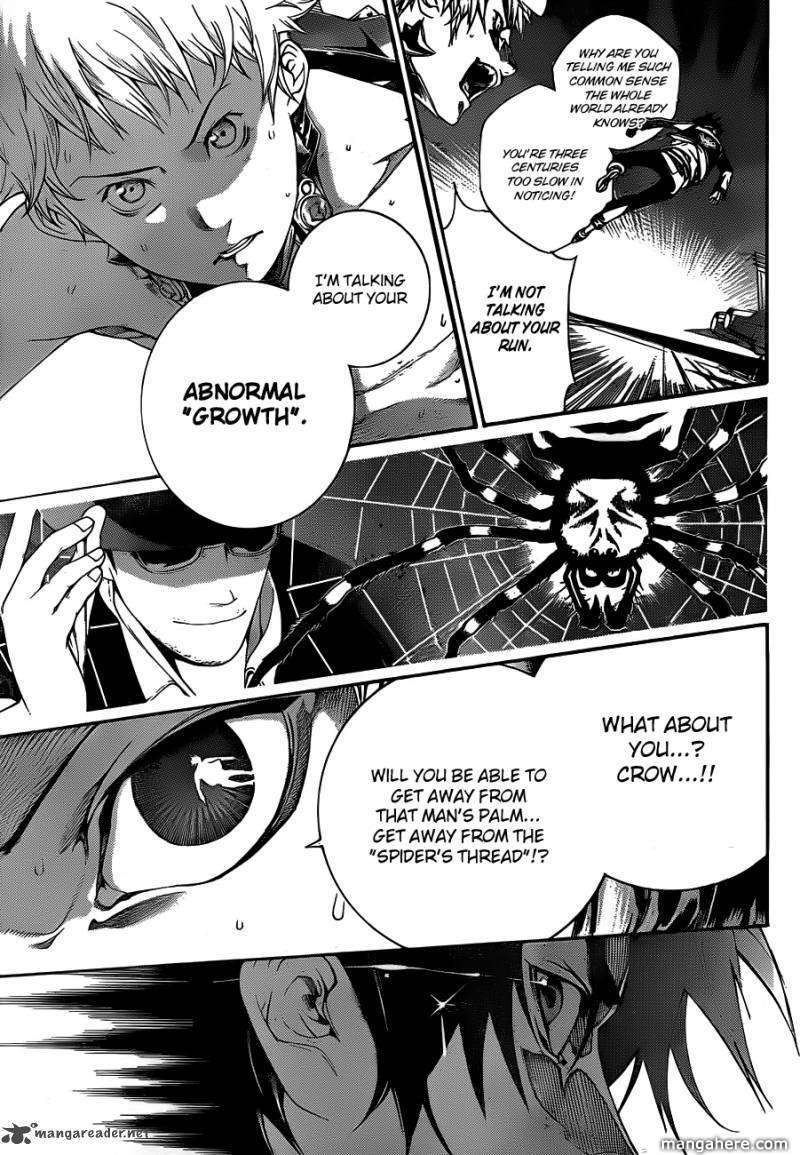 WHY ARE YOU
TELLING ME SUCH
COMMON SENSE
THE WHOLE
WORLD ALREADY
KNOWS?
YOU'RE THREE
CENTURIES
TOO SLOW IN
NOTICING!
I'M NOT
TALKING
ABOUT YOUR
RUN.
I'M TALKING
ABOUT YOUR
ABNORMAL
"GROWTH".
WHAT ABOUT
YOU...?
CROW...!!
WILL YOU BE ABLE TO
GET AWAY FROM
THAT MAN'S PALM...
GET AWAY FROM THE
"SPIDER'S THREAD"!?
mangareader.net
mangahere.com